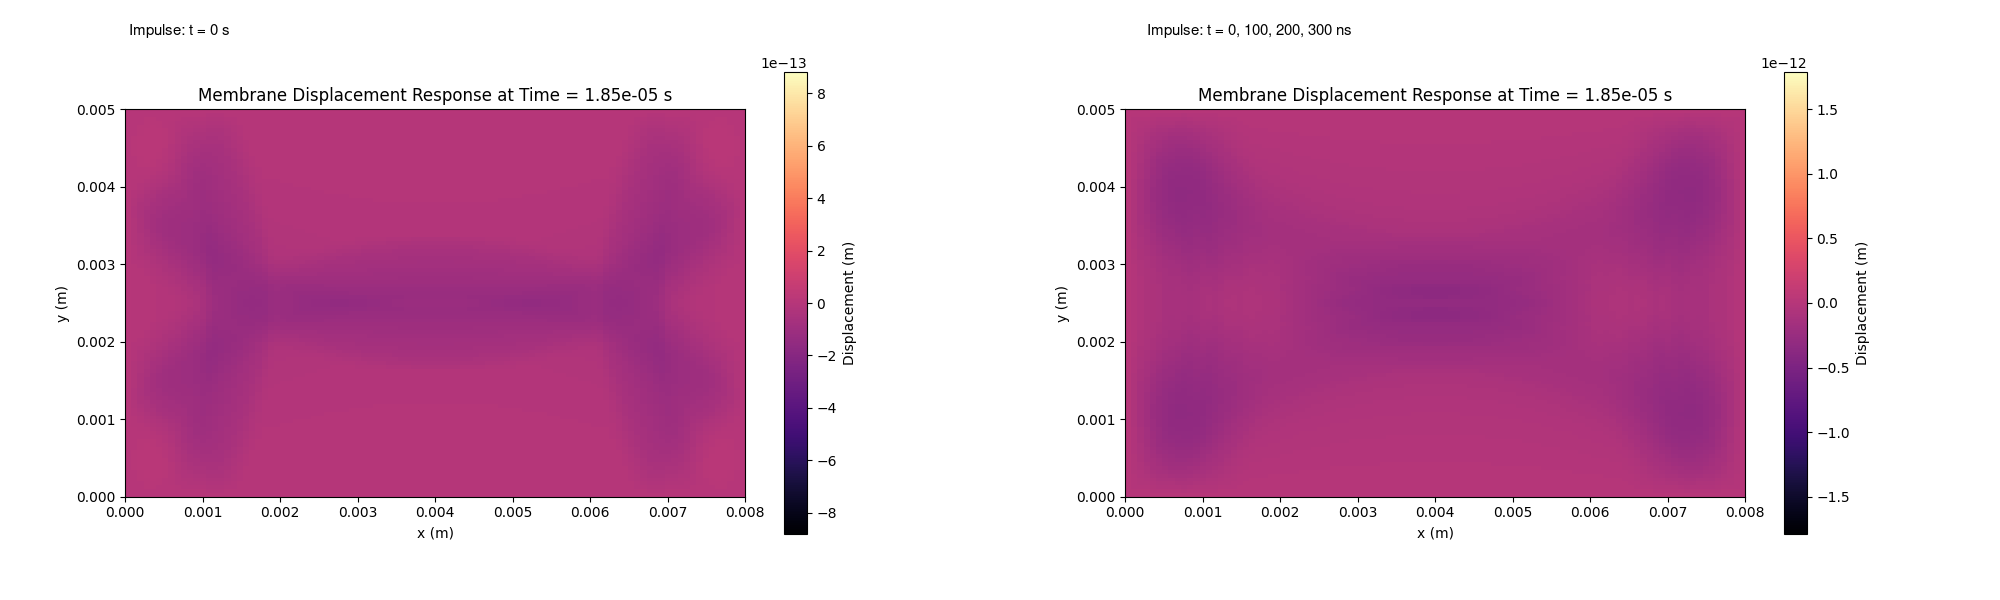 Impulse: t = 0 s
1e−13
Membrane Displacement Response at Time = 1.85e-05 s
0.005
0.004
0.003
0.002
0.001
0.000
y (m)
0.000 0.001 0.002 0.003 0.004 0.005 0.006 0.007 0.008
x (m)
8
6
4
2
0
−2
−4
−6
−8
Displacement (m)
Impulse: t = 0, 100, 200, 300 ns
1e−12
Membrane Displacement Response at Time = 1.85e-05 s
0.005
0.004
0.003
0.002
0.001
0.000
y (m)
0.000 0.001 0.002 0.003 0.004 0.005 0.006 0.007 0.008
x (m)
1.5
1.0
0.5
0.0
−0.5
−1.0
−1.5
Displacement (m)